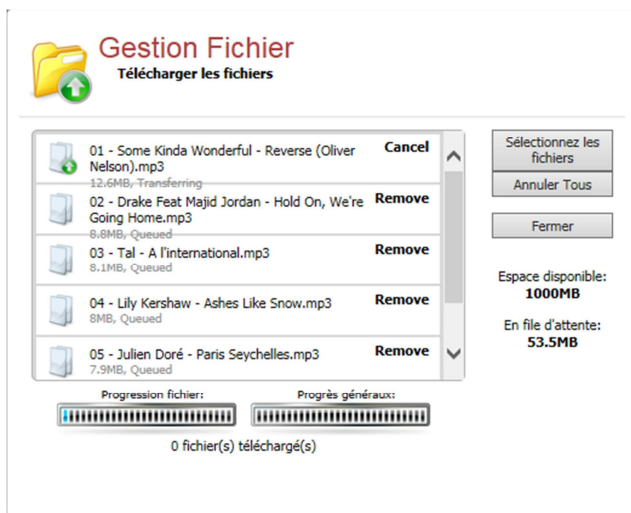 Gestion Fichier
Télécharger les fichiers
01 - Some Kinda Wonderful - Reverse (Oliver
Nelson).mp3
Cancel
12.6MB, Transferring
02 - Drake Feat Majid Jordan - Hold On, We're
Going Home.mp3
Remove
8.8MB, Queued
03 - Tal - A l'international.mp3
Remove
8.1MB, Queued
04 - Lily Kershaw - Ashes Like Snow.mp3
Remove
8MB, Queued
05 - Julien Doré - Paris Seychelles.mp3
Remove
7.9MB, Queued
Progression fichier:
Progrès généraux:
0 fichier(s) téléchargé(s)
Sélectionnez les
fichiers
Annuler Tous
Fermer
Espace disponible:
1000MB
En file d'attente:
53.5MB